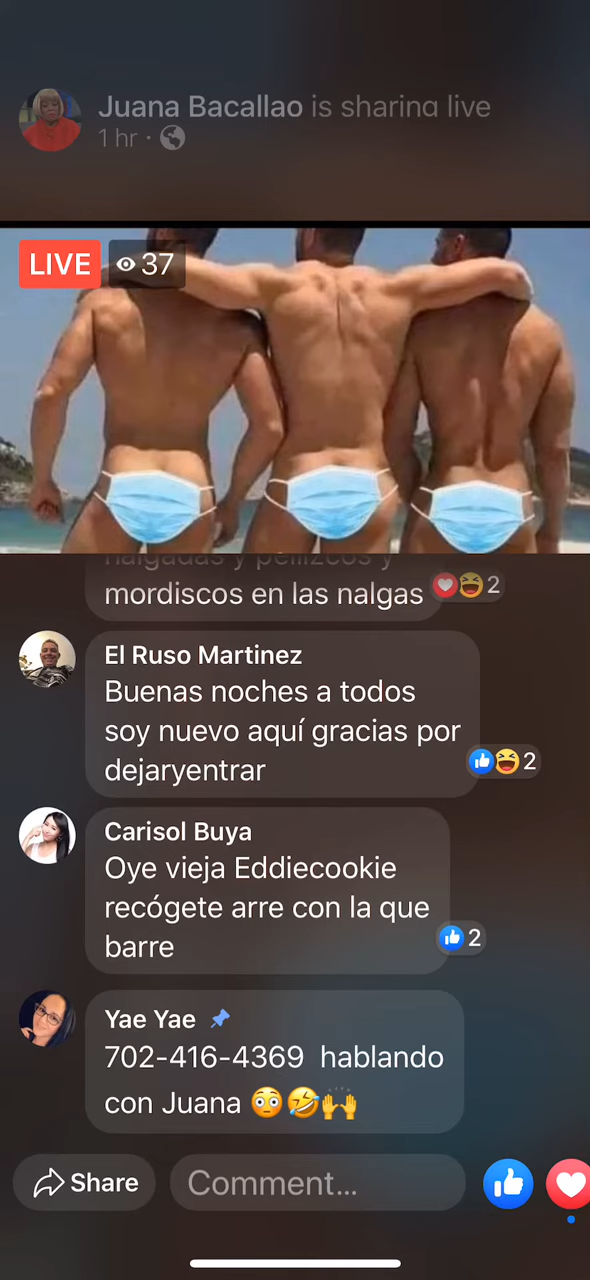 Juana Bacallao is sharing live
1 hr ·
LIVE 37
nalgadas y pellizcos y
mordiscos en las nalgas
2
El Ruso Martinez
Buenas noches a todos
soy nuevo aquí gracias por
dejaryentrar
2
Carisol Buya
Oye vieja Eddiecookie
recógete arre con la que
barre
2
Yae Yae
702-416-4369 hablando
con Juana 😳🤣🙌
Share
Comment...